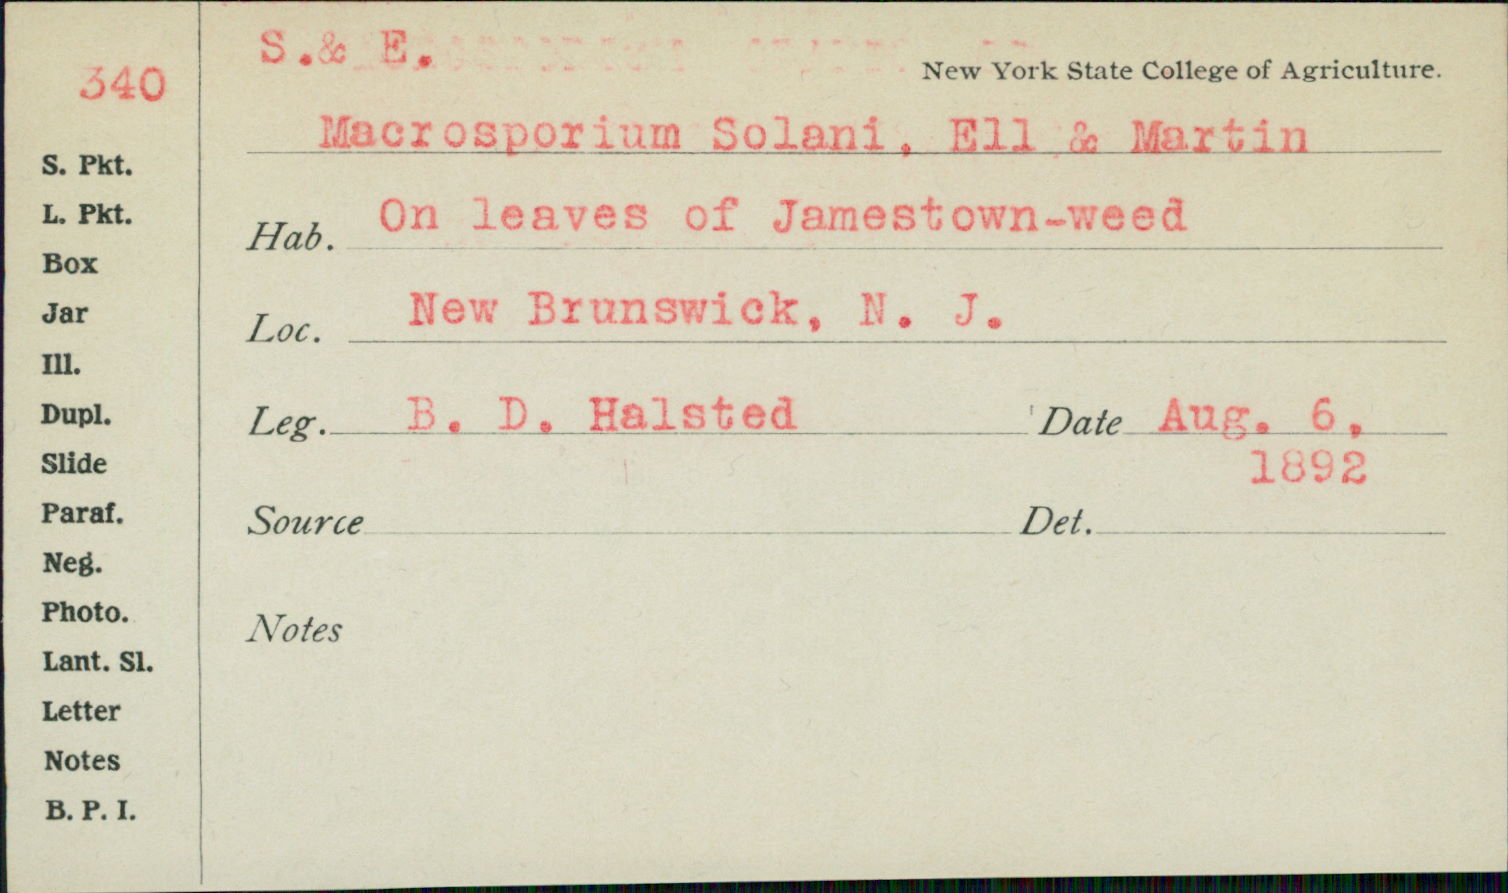 S.& E.
New York State College of Agriculture.
340
Macrosporium Solani, Ell & Martin
S. Pkt.
L. Pkt.
Box
Jar
Ill.
Dupl.
Slide
Paraf.
Neg.
Photo.
Lant. Sl.
Letter
Notes
B. P. I.
Hab. On leaves of Jamestown-weed
Loc. New Brunswick, N. J.
Leg. B. D. Halsted Date Aug. 6,
1892
Source Det.
Notes